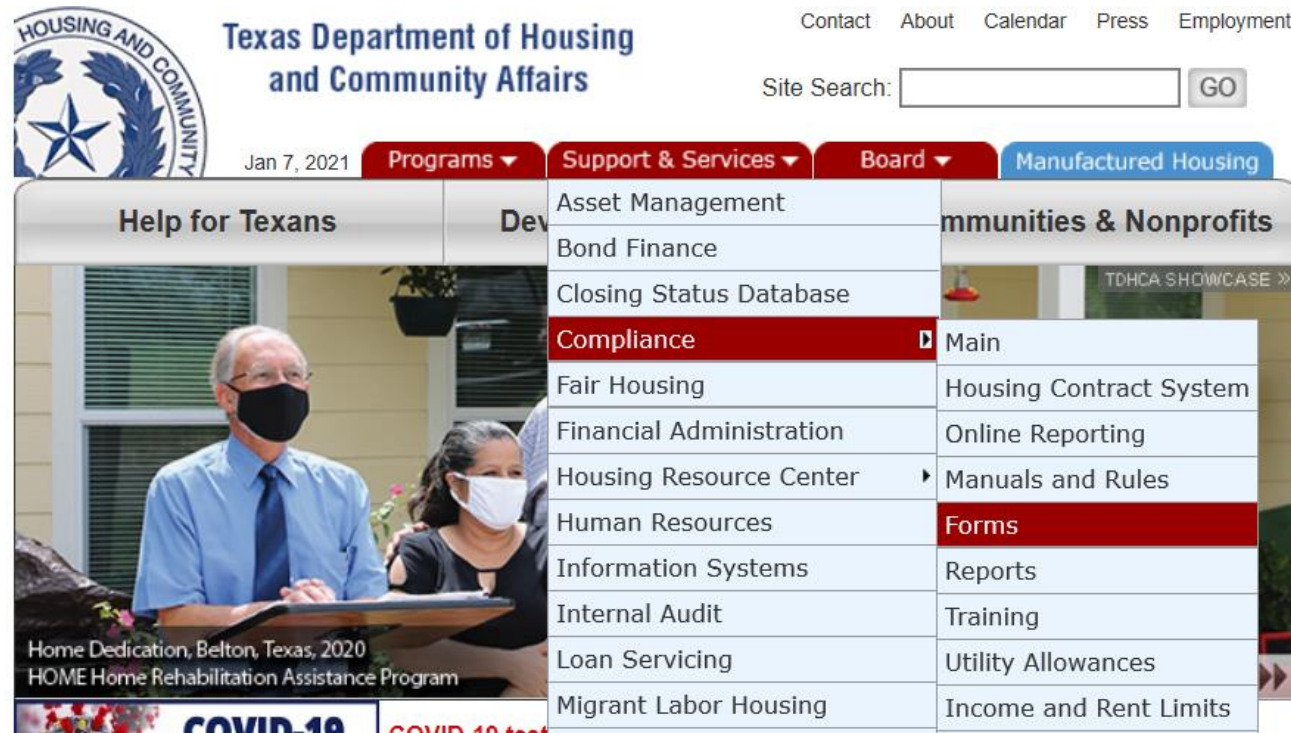 HOUSING AND COMMUNITY
Texas Department of Housing
and Community Affairs
Contact About Calendar Press Employment
Site Search: GO
Jan 7, 2021 Programs Support & Services Board Manufactured Housing
Help for Texans
Asset Management
Bond Finance
Closing Status Database
Compliance
Fair Housing
Financial Administration
Housing Resource Center
Human Resources
Information Systems
Internal Audit
Loan Servicing
Migrant Labor Housing
& Nonprofits
TDHCA SHOWCASE »
Main
Housing Contract System
Online Reporting
Manuals and Rules
Forms
Reports
Training
Utility Allowances
Income and Rent Limits
Home Dedication, Belton, Texas, 2020
HOME Home Rehabilitation Assistance Program
COVID-19
COVID-19